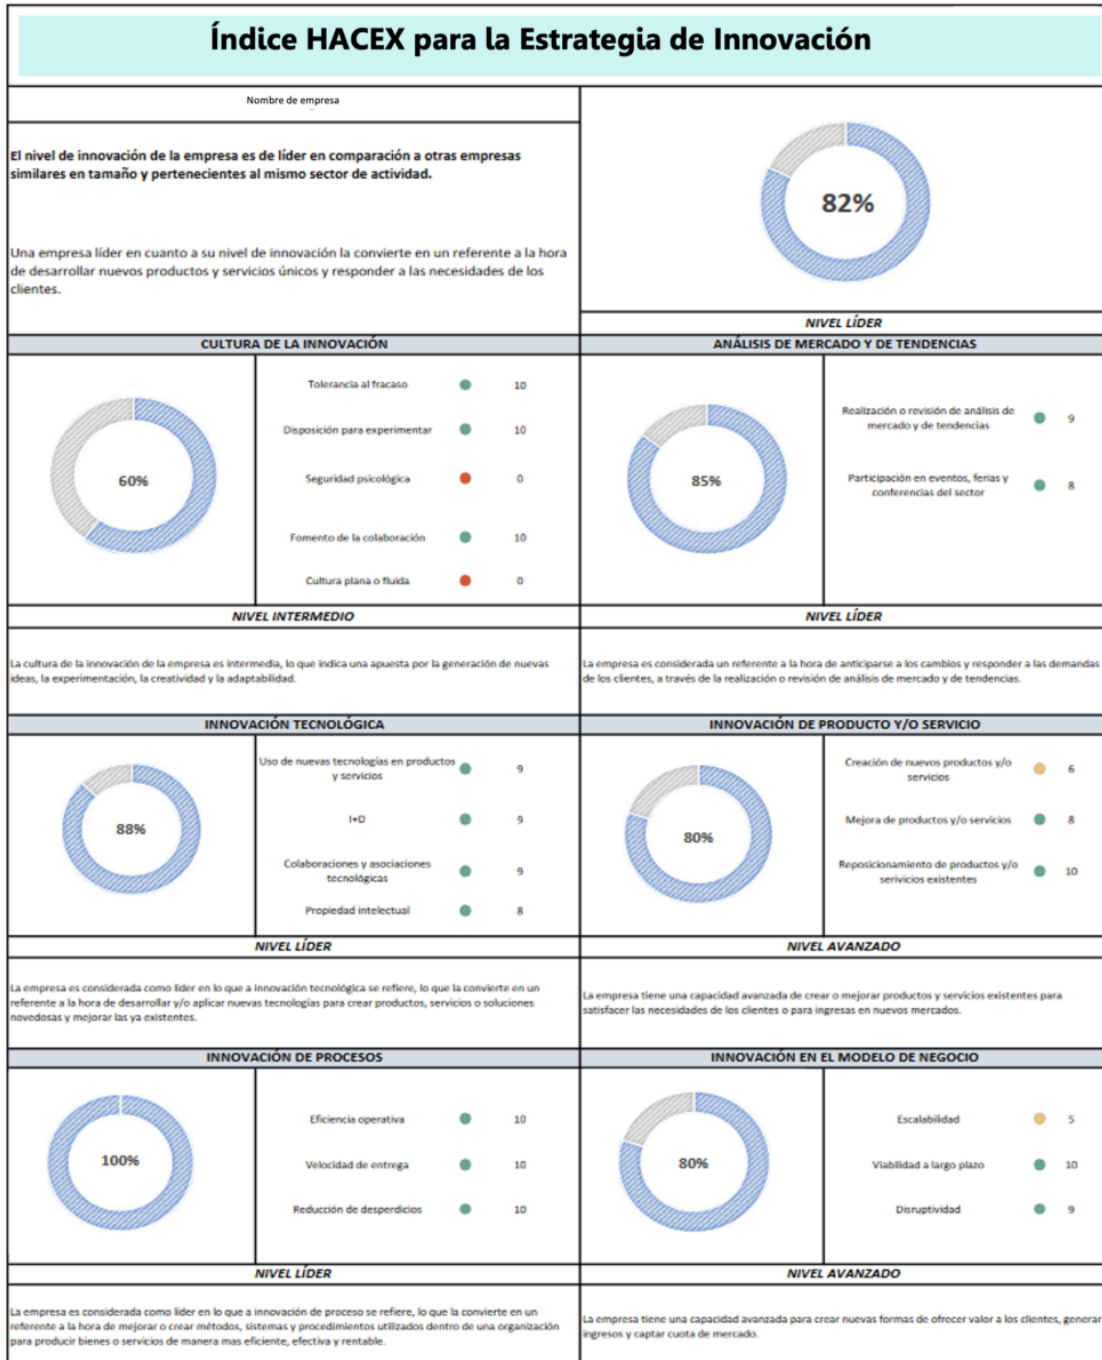 Índice HACEX para la Estrategia de Innovación
Nombre de empresa
El nivel de innovación de la empresa es de líder en comparación a otras empresas
similares en tamaño y pertenecientes al mismo sector de actividad.
Una empresa líder en cuanto a su nivel de innovación la convierte en un referente a la hora
de desarrollar nuevos productos y servicios únicos y responder a las necesidades de los
clientes.
82%
NIVEL LÍDER
CULTURA DE LA INNOVACIÓN
60%
Tolerancia al fracaso 10
Disposición para experimentar 10
Seguridad psicológica 0
Fomento de la colaboración 10
Cultura plana o fluida 0
NIVEL INTERMEDIO
La cultura de la innovación de la empresa es intermedia, lo que indica una apuesta por la generación de nuevas
ideas, la experimentación, la creatividad y la adaptabilidad.
ANÁLISIS DE MERCADO Y DE TENDENCIAS
85%
Realización o revisión de análisis de
mercado y de tendencias 9
Participación en eventos, ferias y
conferencias del sector 8
NIVEL LÍDER
La empresa es considerada un referente a la hora de anticiparse a los cambios y responder a las demandas
de los clientes, a través de la realización o revisión de análisis de mercado y de tendencias.
INNOVACIÓN TECNOLÓGICA
88%
Uso de nuevas tecnologías en productos
y servicios 9
I+D 9
Colaboraciones y asociaciones
tecnológicas 9
Propiedad intelectual 8
NIVEL LÍDER
La empresa es considerada como líder en lo que a innovación tecnológica se refiere, lo que la convierte en un
referente a la hora de desarrollar y/o aplicar nuevas tecnologías para crear productos, servicios o soluciones
novedosas y mejorar las ya existentes.
INNOVACIÓN DE PRODUCTO Y/O SERVICIO
80%
Creación de nuevos productos y/o
servicios 6
Mejora de productos y/o servicios 8
Reposicionamiento de productos y/o
serivicios existentes 10
NIVEL AVANZADO
La empresa tiene una capacidad avanzada de crear o mejorar productos y servicios existentes para
satisfacer las necesidades de los clientes o para ingresas en nuevos mercados.
INNOVACIÓN DE PROCESOS
100%
Eficiencia operativa 10
Velocidad de entrega 10
Reducción de desperdicios 10
NIVEL LÍDER
La empresa es considerada como líder en lo que a innovación de proceso se refiere, lo que la convierte en un
referente a la hora de mejorar o crear métodos, sistemas y procedimientos utilizados dentro de una organización
para producir bienes o servicios de manera mas eficiente, efectiva y rentable.
INNOVACIÓN EN EL MODELO DE NEGOCIO
80%
Escalabilidad 5
Viabilidad a largo plazo 10
Disruptividad 9
NIVEL AVANZADO
La empresa tiene una capacidad avanzada para crear nuevas formas de ofrecer valor a los clientes, generar
ingresos y captar cuota de mercado.